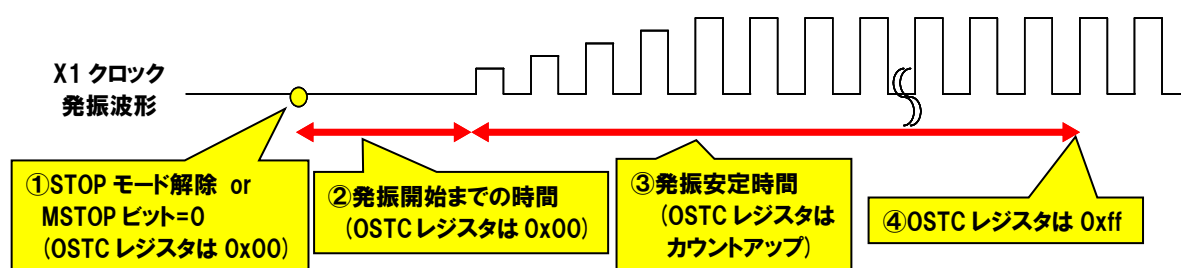 X1 クロック
発振波形
①STOP モード解除 or
MSTOP ビット=0
(OSTC レジスタは 0x00)
②発振開始までの時間
(OSTC レジスタは 0x00)
③発振安定時間
(OSTC レジスタは
カウントアップ)
④OSTC レジスタは 0xff